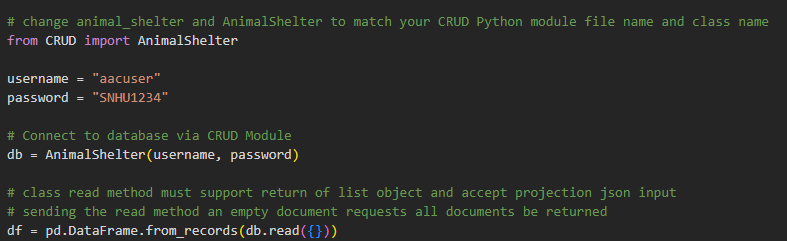 # change animal_shelter and AnimalShelter to match your CRUD Python module file name and class name
from CRUD import AnimalShelter
username = "aacuser"
password = "SNHU1234"
# Connect to database via CRUD Module
db = AnimalShelter(username, password)
# class read method must support return of list object and accept projection json input
# sending the read method an empty document requests all documents be returned
df = pd.DataFrame.from_records(db.read({}))